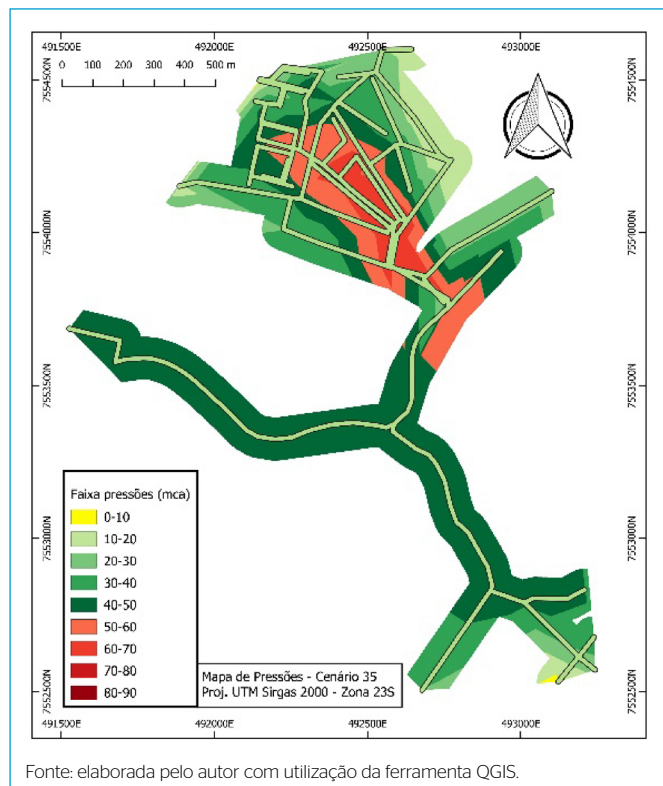 491500E 492000E 492500E 493000E
0 100 200 300 400 500 m
7554500N 7554500N
7554000N 7554000N
7553500N 7553500N
7553000N 7553000N
7552500N 7552500N
Faixa pressões (mca)
0-10
10-20
20-30
30-40
40-50
50-60
60-70
70-80
80-90
Mapa de Pressões - Cenário 35
Proj. UTM Sirgas 2000 - Zona 23S
491500E 492000E 492500E 493000E
Fonte: elaborada pelo autor com utilização da ferramenta QGIS.